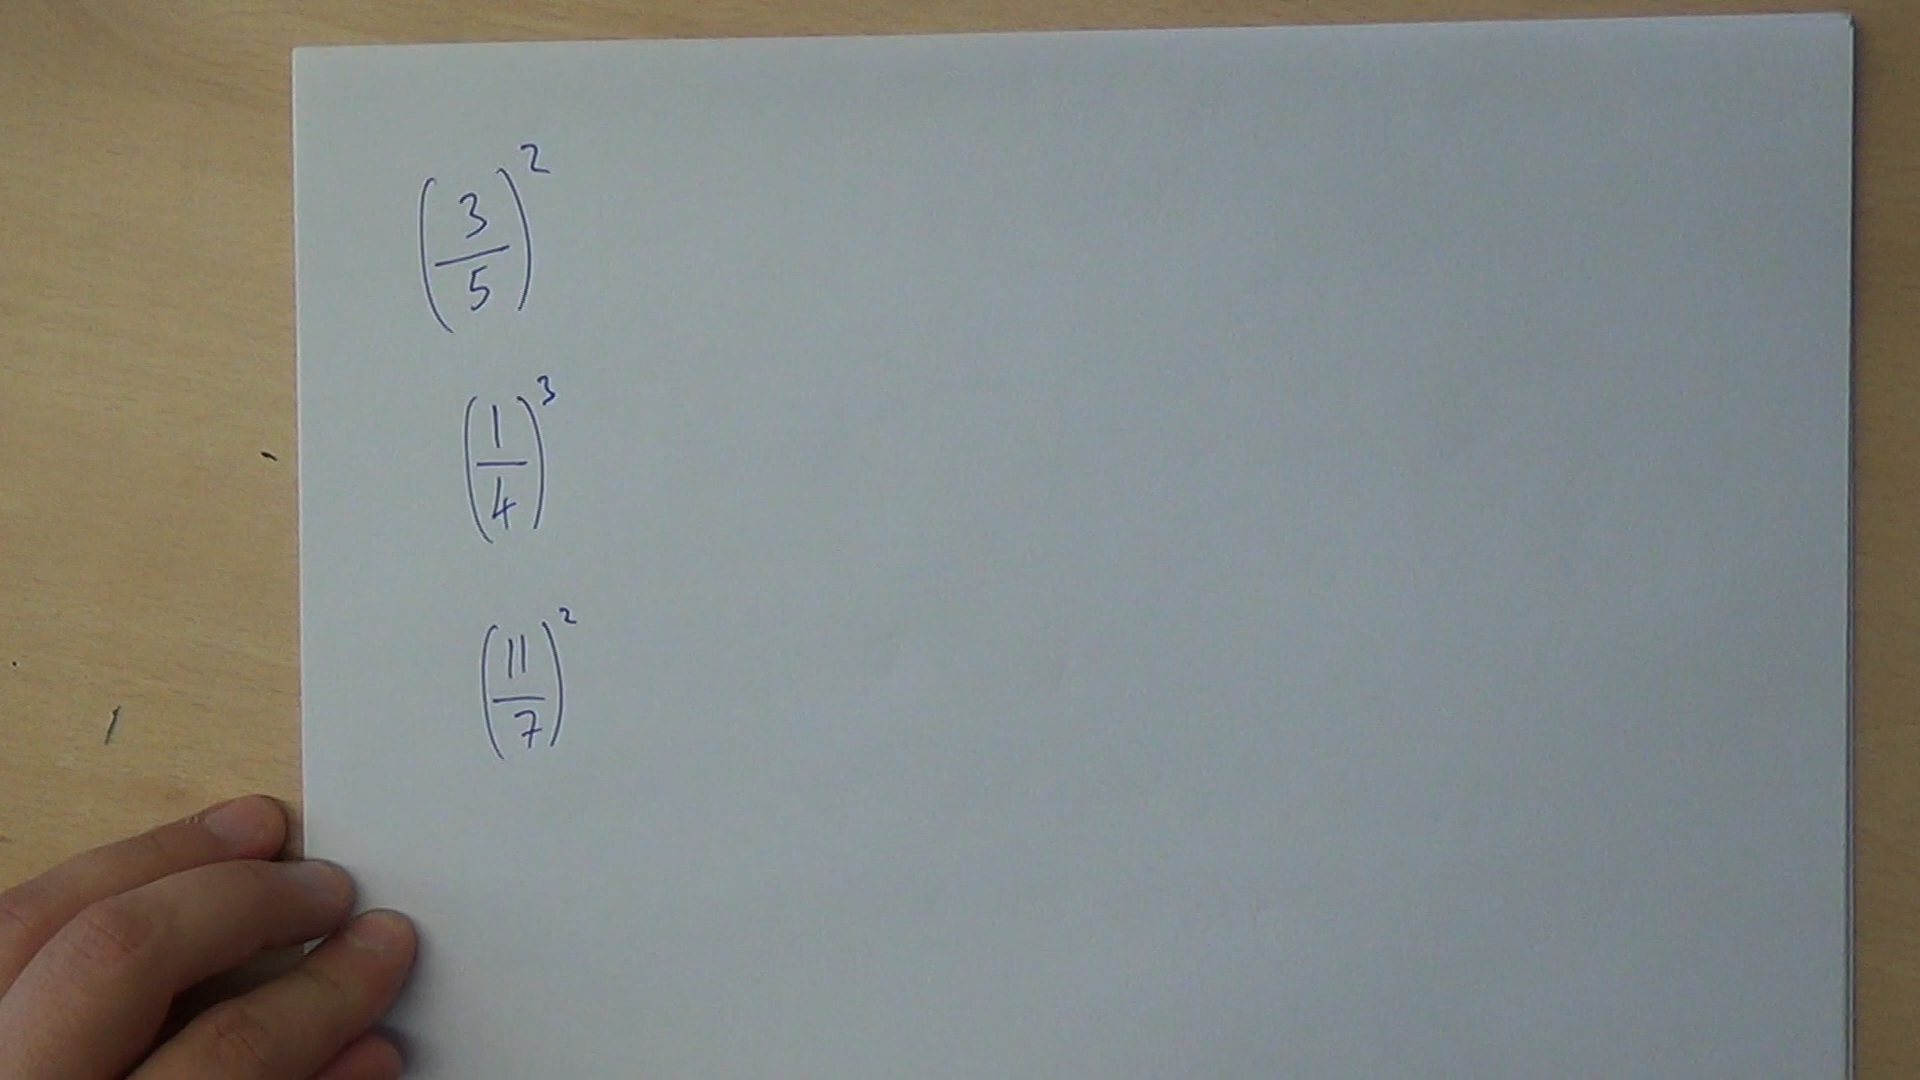 (3/5)²
(1/4)³
(11/7)²